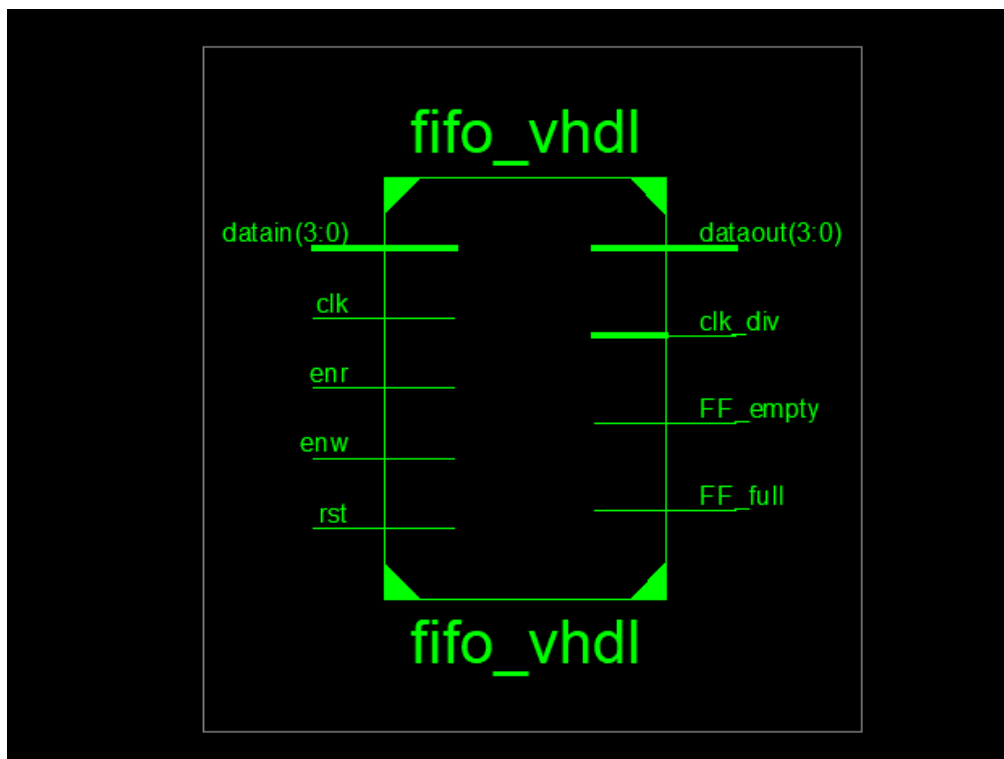 fifo_vhdl
datain(3:0)
dataout(3:0)
clk
clk_div
enr
FF_empty
enw
FF_full
rst
fifo_vhdl